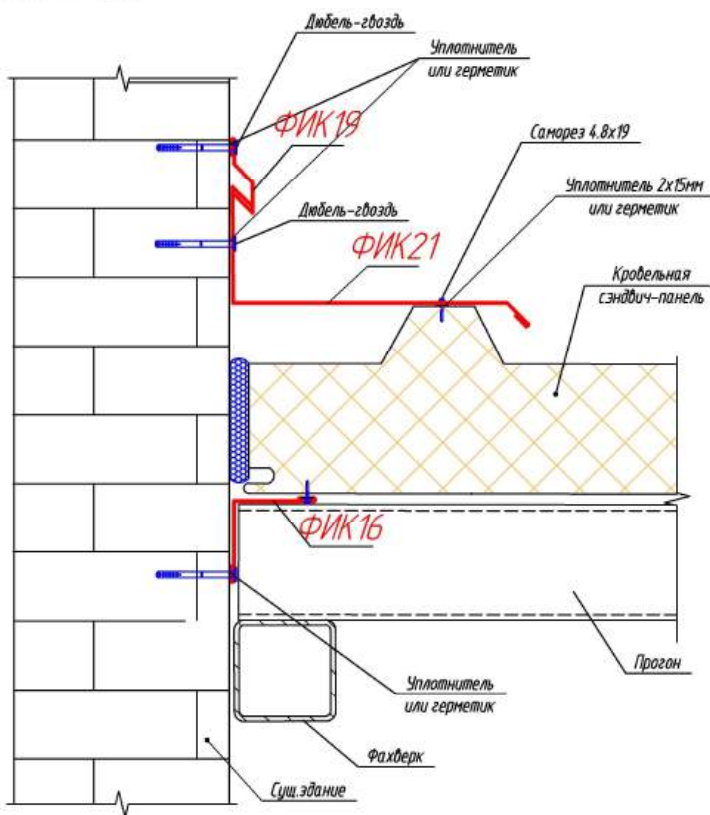 Дюбель-гвоздь
Уплотнитель
или герметик
ФИК19
Саморез 4.8х19
Уплотнитель 2х15мм
или герметик
Дюбель-гвоздь
ФИК21
Кровельная
сэндвич-панель
ФИК16
Прогон
Уплотнитель
или герметик
Фахверк
Сущ.здание